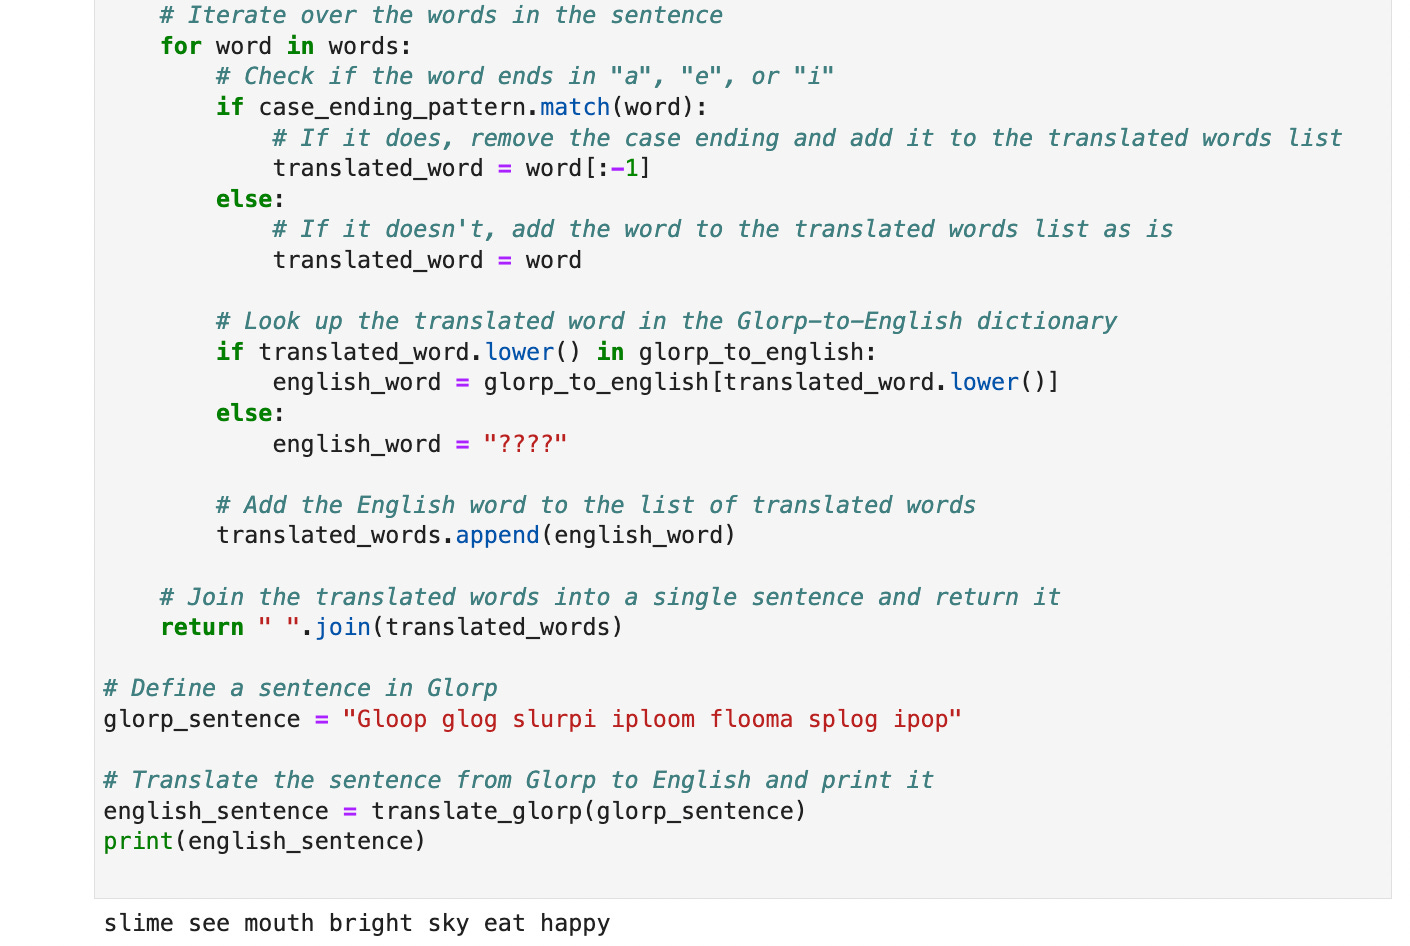 # Iterate over the words in the sentence
for word in words:
# Check if the word ends in "a", "e", or "i"
if case_ending_pattern.match(word):
# If it does, remove the case ending and add it to the translated words list
translated_word = word[:-1]
else:
# If it doesn't, add the word to the translated words list as is
translated_word = word
# Look up the translated word in the Glorp-to-English dictionary
if translated_word.lower() in glorp_to_english:
english_word = glorp_to_english[translated_word.lower()]
else:
english_word = "????"
# Add the English word to the list of translated words
translated_words.append(english_word)
# Join the translated words into a single sentence and return it
return " ".join(translated_words)
# Define a sentence in Glorp
glorp_sentence = "Gloop glog slurpi iploom flooma splog ipop"
# Translate the sentence from Glorp to English and print it
english_sentence = translate_glorp(glorp_sentence)
print(english_sentence)
slime see mouth bright sky eat happy